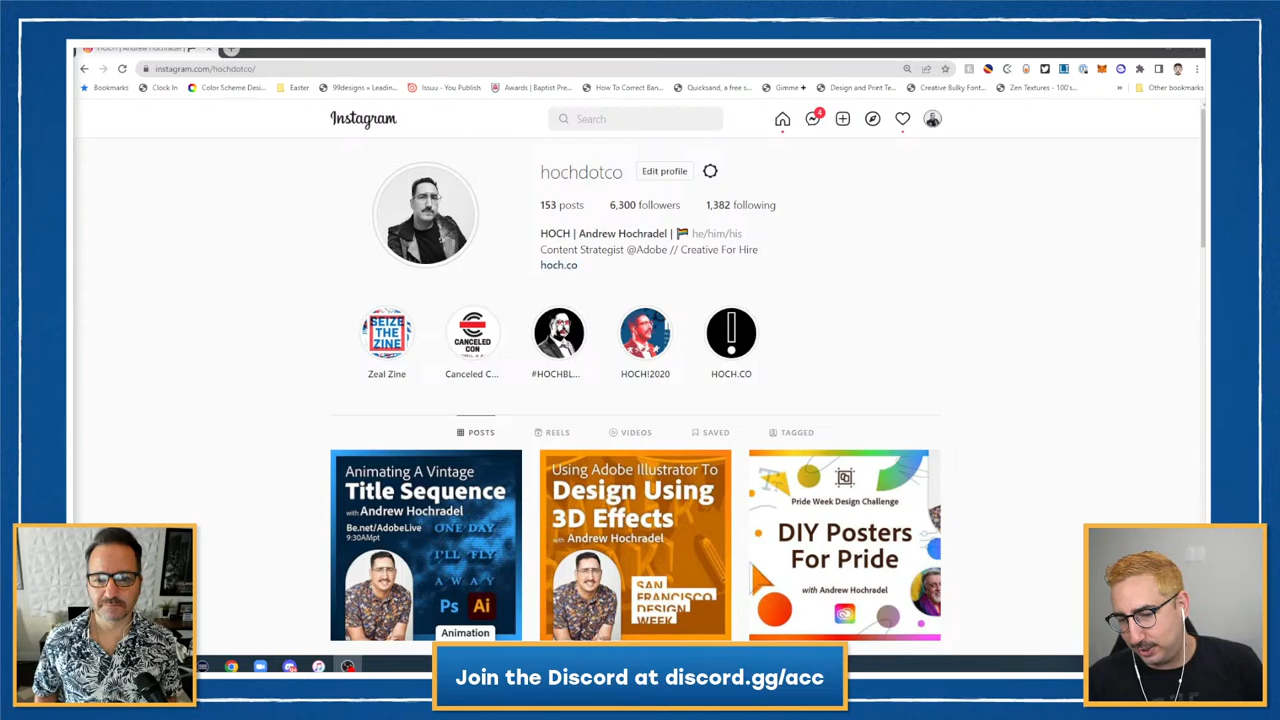 HOCH | Andrew Hochradel |
instagram.com/hochdotco/
Bookmarks
Clock In
Color Scheme Desi...
Easter
99designs » Leadin...
Issuu - You Publish
Awards | Baptist Pre...
How To Correct Ban...
Quicksand, a free s...
Gimme
Design and Print Te...
Creative Bulky Font...
Zen Textures - 100's...
»
Other bookmarks
Instagram
Search
4
hochdotco
Edit profile
153 posts
6,300 followers
1,382 following
HOCH | Andrew Hochradel | 🏳️‍🌈 he/him/his
Content Strategist @Adobe // Creative For Hire
hoch.co
SEIZE
THE
ZINE
CANCELED
CON
Zeal Zine
Canceled C...
#HOCHBL...
HOCH!2020
HOCH.CO
POSTS
REELS
VIDEOS
SAVED
TAGGED
Animating A Vintage
Title Sequence
with Andrew Hochradel
Be.net/AdobeLive
9:30AMpt
ONE DAY
I'LL FLY
AWAY
Ps
Ai
Animation
Using Adobe Illustrator To
Design Using
3D Effects
with Andrew Hochradel
SAN
FRANCISCO
DESIGN
WEEK
Pride Week Design Challenge
DIY Posters
For Pride
with Andrew Hochradel
Join the Discord at discord.gg/acc